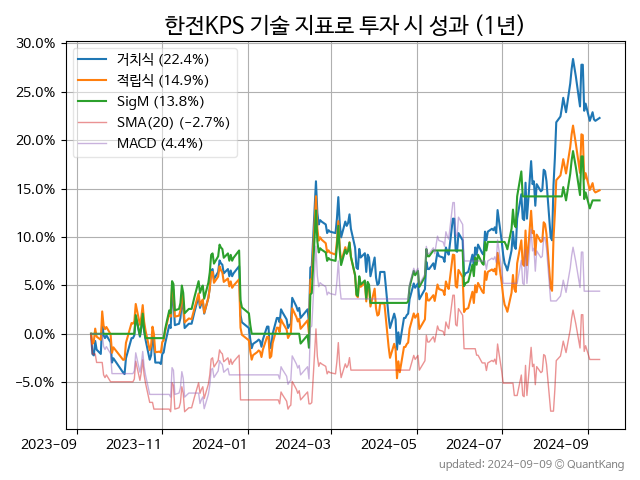 한전KPS 기술 지표로 투자 시 성과 (1년)
30.0%
25.0%
20.0%
15.0%
10.0%
5.0%
0.0%
−5.0%
거치식 (22.4%)
적립식 (14.9%)
SigM (13.8%)
SMA(20) (-2.7%)
MACD (4.4%)
2023-09
2023-11
2024-01
2024-03
2024-05
2024-07
2024-09
updated: 2024-09-09 © QuantKang